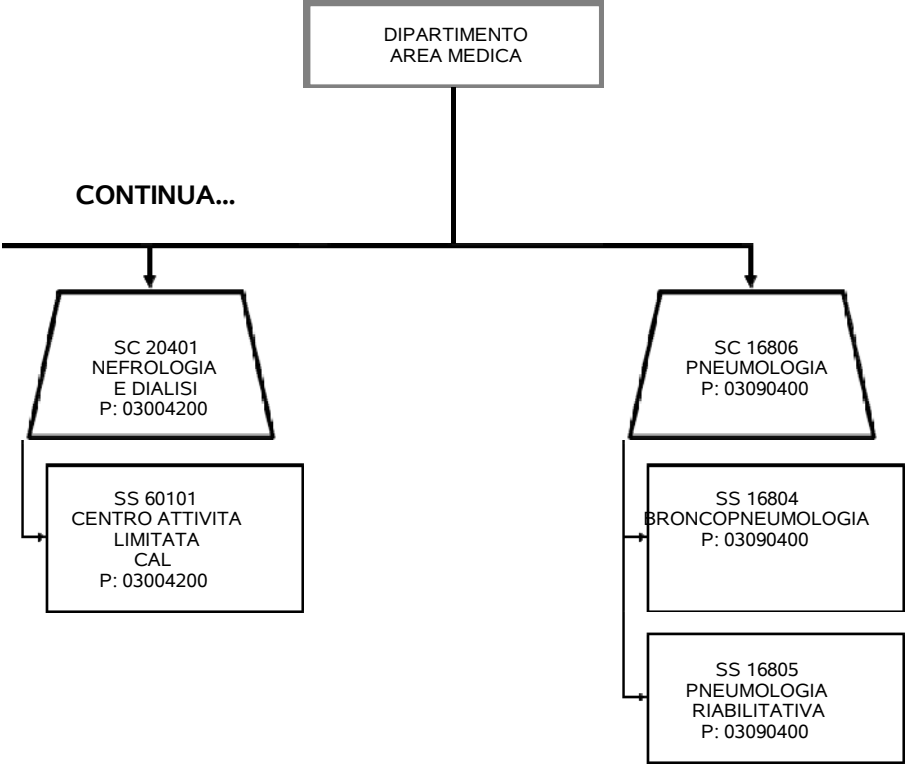 DIPARTIMENTO
AREA MEDICA
CONTINUA...
SC 20401
NEFROLOGIA
E DIALISI
P: 03004200
SC 16806
PNEUMOLOGIA
P: 03090400
SS 60101
CENTRO ATTIVITA
LIMITATA
CAL
P: 03004200
SS 16804
BRONCOPNEUMOLOGIA
P: 03090400
SS 16805
PNEUMOLOGIA
RIABILITATIVA
P: 03090400